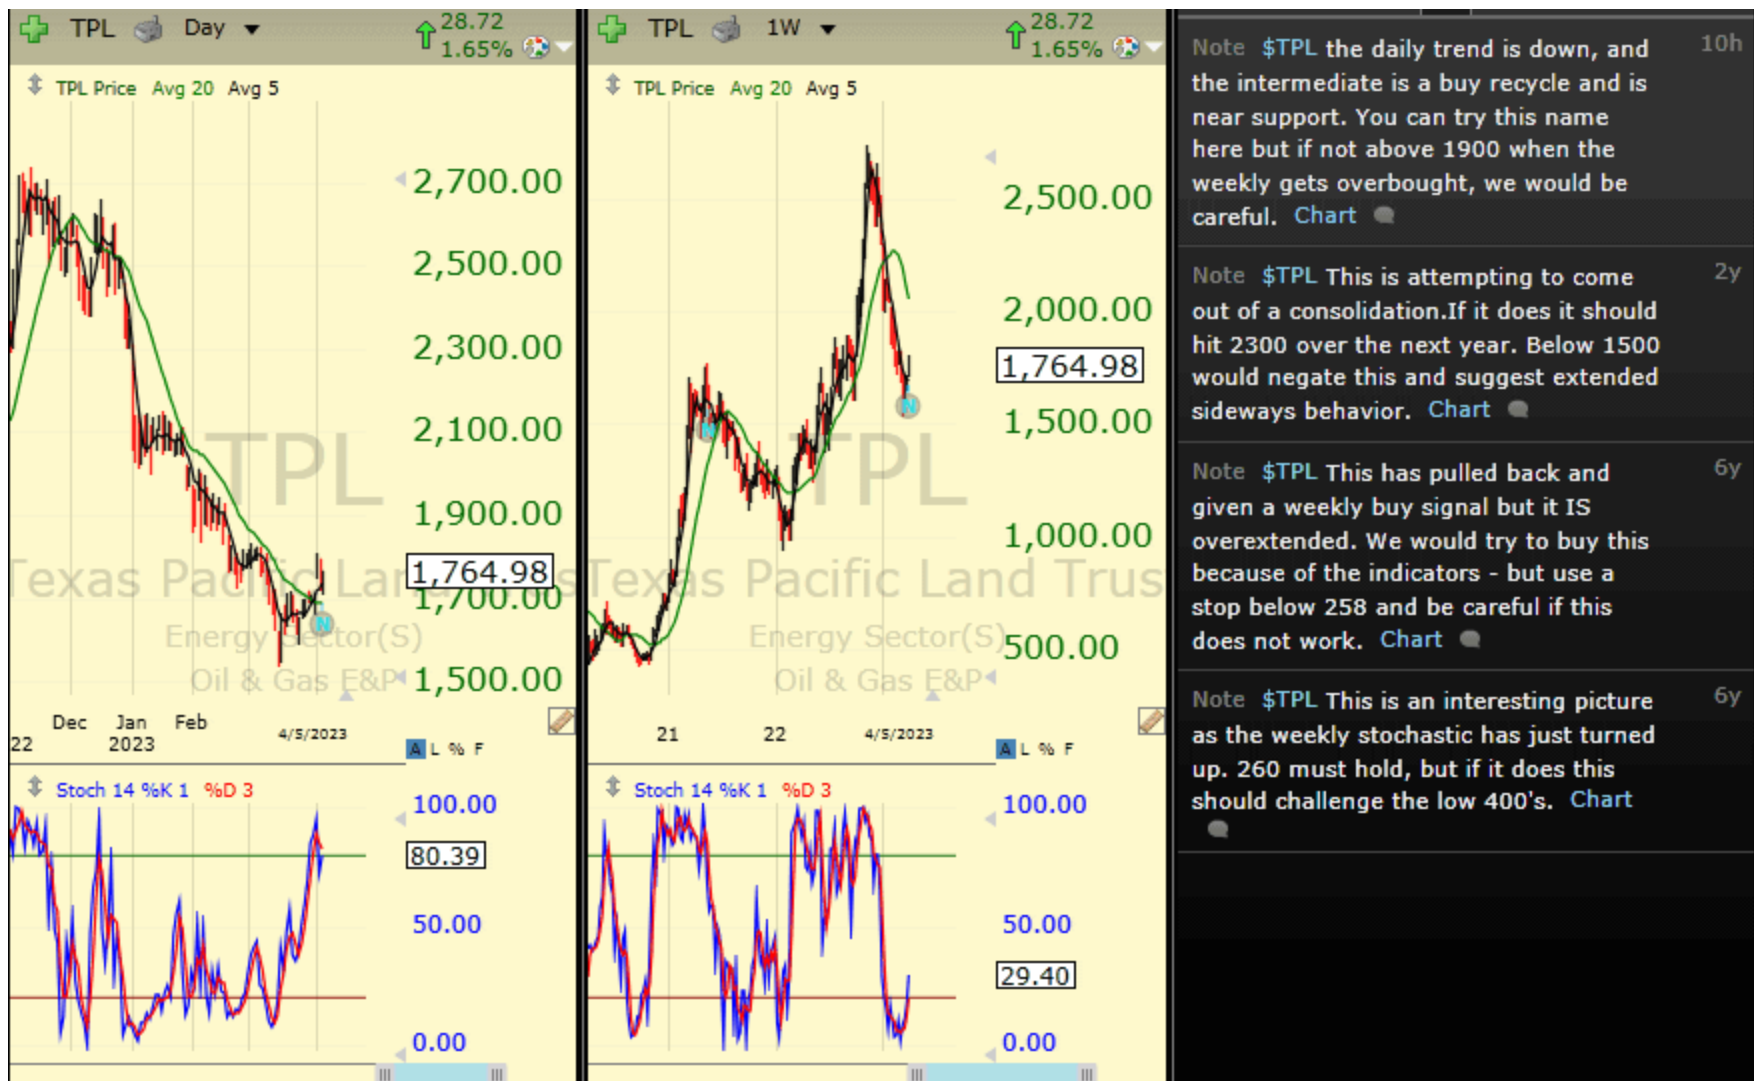 TPL Day 28.72
1.65%
TPL Price Avg 20 Avg 5
2,700.00
2,500.00
2,300.00
2,100.00
TPL
1,900.00
1,764.98
Texas Pacific Land Trust
1,700.00
N
Energy Sector(S)
Oil & Gas E&P
1,500.00
Dec Jan Feb
22 2023 4/5/2023
A L % F
Stoch 14 %K 1 %D 3
100.00
80.39
50.00
0.00
TPL 1W 28.72
1.65%
TPL Price Avg 20 Avg 5
2,500.00
2,000.00
1,764.98
N
1,500.00
N
TPL
1,000.00
Texas Pacific Land Trust
Energy Sector(S)
500.00
Oil & Gas E&P
21 22 4/5/2023
A L % F
Stoch 14 %K 1 %D 3
100.00
50.00
29.40
0.00
Note $TPL the daily trend is down, and 10h
the intermediate is a buy recycle and is
near support. You can try this name
here but if not above 1900 when the
weekly gets overbought, we would be
careful. Chart
Note $TPL This is attempting to come 2y
out of a consolidation.If it does it should
hit 2300 over the next year. Below 1500
would negate this and suggest extended
sideways behavior. Chart
Note $TPL This has pulled back and 6y
given a weekly buy signal but it IS
overextended. We would try to buy this
because of the indicators - but use a
stop below 258 and be careful if this
does not work. Chart
Note $TPL This is an interesting picture 6y
as the weekly stochastic has just turned
up. 260 must hold, but if it does this
should challenge the low 400's. Chart